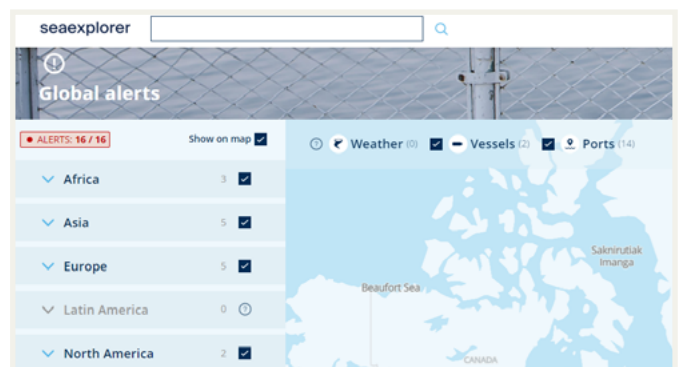 seaexplorer
Global alerts
ALERTS: 16 / 16
Show on map
Weather (0)
Vessels (2)
Ports (14)
Africa 3
Asia 5
Europe 5
Latin America 0 ?
North America 2
?
Saknirutiak
Imanga
Beaufort Sea
CANADA